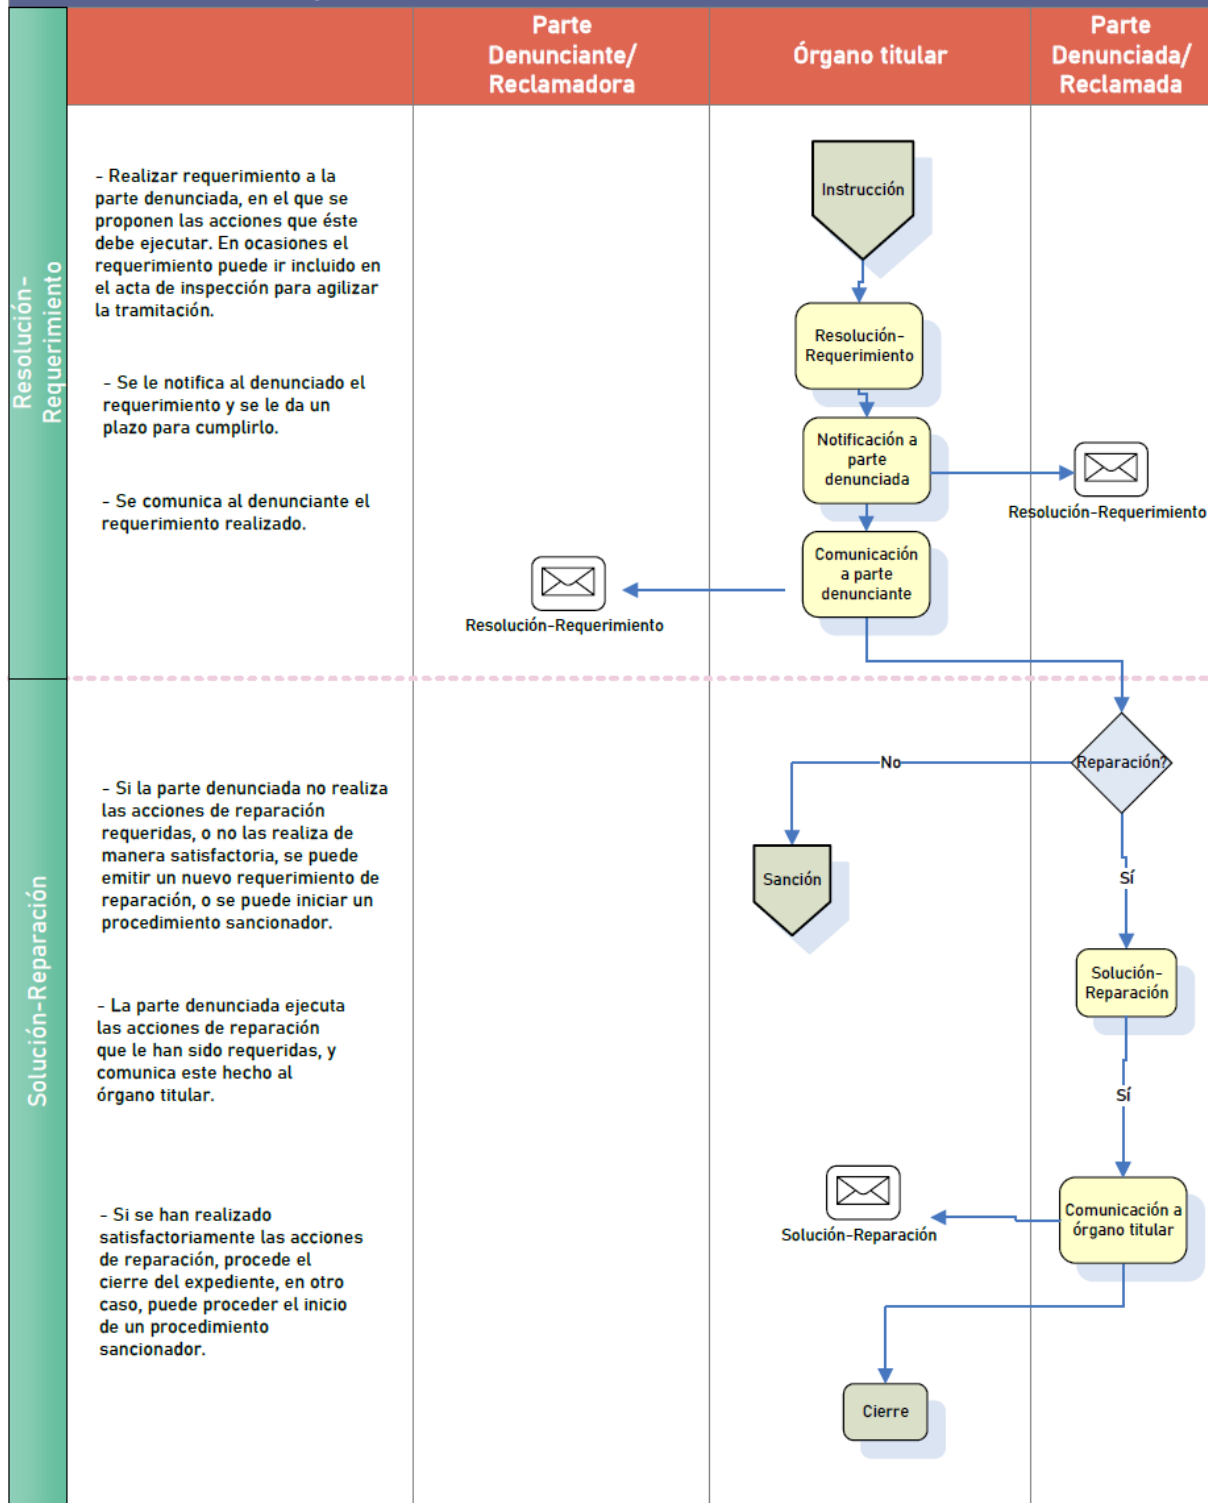 Parte
Denunciante/
Reclamadora
Órgano titular
Parte
Denunciada/
Reclamada
Resolución-
Requerimiento
- Realizar requerimiento a la
parte denunciada, en el que se
proponen las acciones que éste
debe ejecutar. En ocasiones el
requerimiento puede ir incluido en
el acta de inspección para agilizar
la tramitación.
- Se le notifica al denunciado el
requerimiento y se le da un
plazo para cumplirlo.
- Se comunica al denunciante el
requerimiento realizado.
Instrucción
Resolución-
Requerimiento
Notificación a
parte
denunciada
Resolución-Requerimiento
Comunicación
a parte
denunciante
Resolución-Requerimiento
Solución-Reparación
- Si la parte denunciada no realiza
las acciones de reparación
requeridas, o no las realiza de
manera satisfactoria, se puede
emitir un nuevo requerimiento de
reparación, o se puede iniciar un
procedimiento sancionador.
- La parte denunciada ejecuta
las acciones de reparación
que le han sido requeridas, y
comunica este hecho al
órgano titular.
- Si se han realizado
satisfactoriamente las acciones
de reparación, procede el
cierre del expediente, en otro
caso, puede proceder el inicio
de un procedimiento
sancionador.
Reparación?
No
Sanción
Sí
Solución-
Reparación
Sí
Comunicación a
órgano titular
Solución-Reparación
Cierre